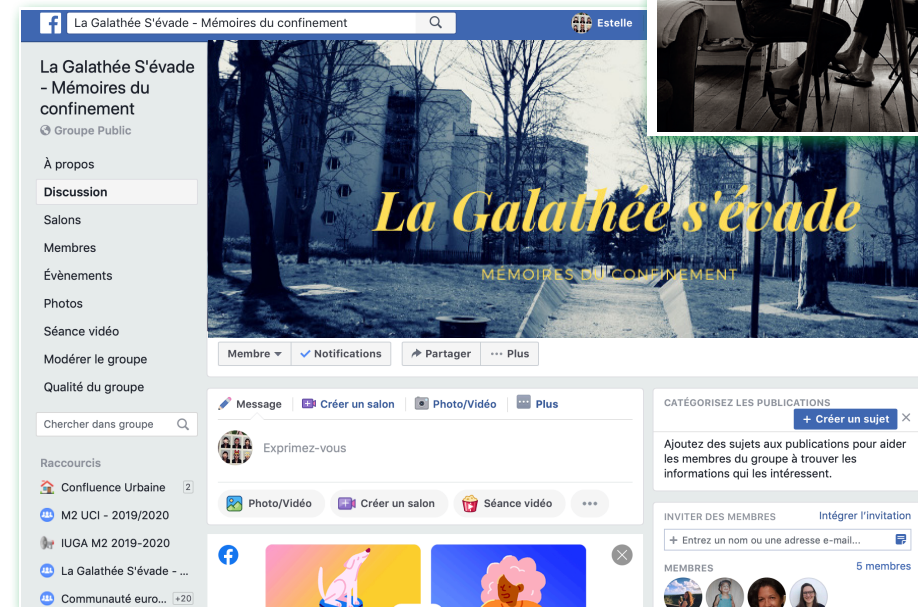 La Galathée S'évade - Mémoires du confinement
Estelle
La Galathée S'évade
- Mémoires du
confinement
Groupe Public
À propos
Discussion
Salons
Membres
Évènements
Photos
Séance vidéo
Modérer le groupe
Qualité du groupe
Chercher dans groupe
Raccourcis
Confluence Urbaine 2
M2 UCI - 2019/2020
IUGA M2 2019-2020
La Galathée S'évade - ...
Communauté euro... +20
La Galathée s'évade
MÉMOIRES DU CONFINEMENT
Membre
Notifications
Partager
Plus
Message
Créer un salon
Photo/Vidéo
Plus
Exprimez-vous
Photo/Vidéo
Créer un salon
Séance vidéo
CATÉGORISEZ LES PUBLICATIONS
+ Créer un sujet
Ajoutez des sujets aux publications pour aider
les membres du groupe à trouver les
informations qui les intéressent.
INVITER DES MEMBRES Intégrer l'invitation
+ Entrez un nom ou une adresse e-mail...
MEMBRES 5 membres